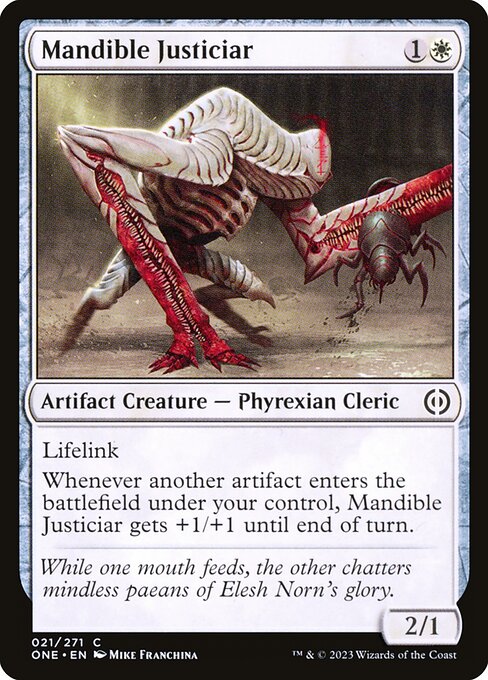 Mandible Justiciar 1
Artifact Creature — Phyrexian Cleric
Lifelink
Whenever another artifact enters the
battlefield under your control, Mandible
Justiciar gets +1/+1 until end of turn.
While one mouth feeds, the other chatters
mindless paeans of Elesh Norn's glory.
2/1
021/271 C
ONE • EN Mike Franchina
™ & © 2023 Wizards of the Coast